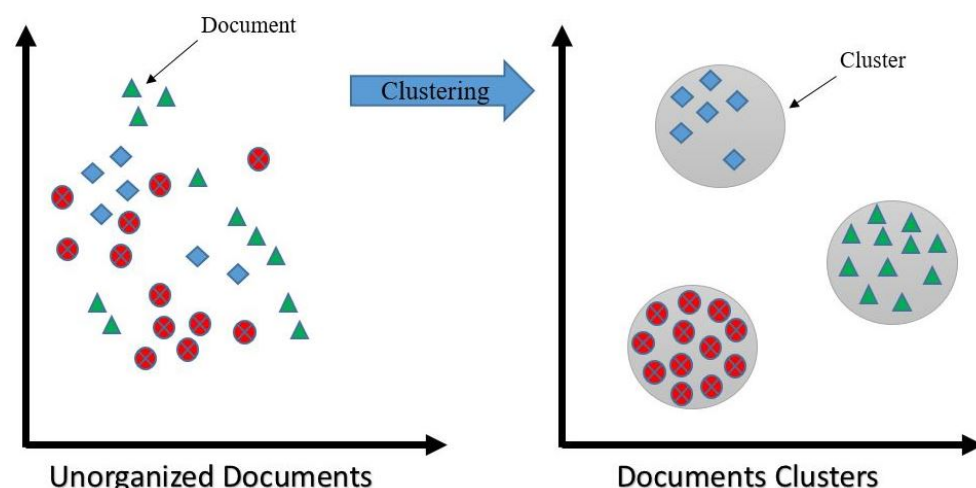 Document
Clustering
Cluster
Unorganized Documents
Documents Clusters